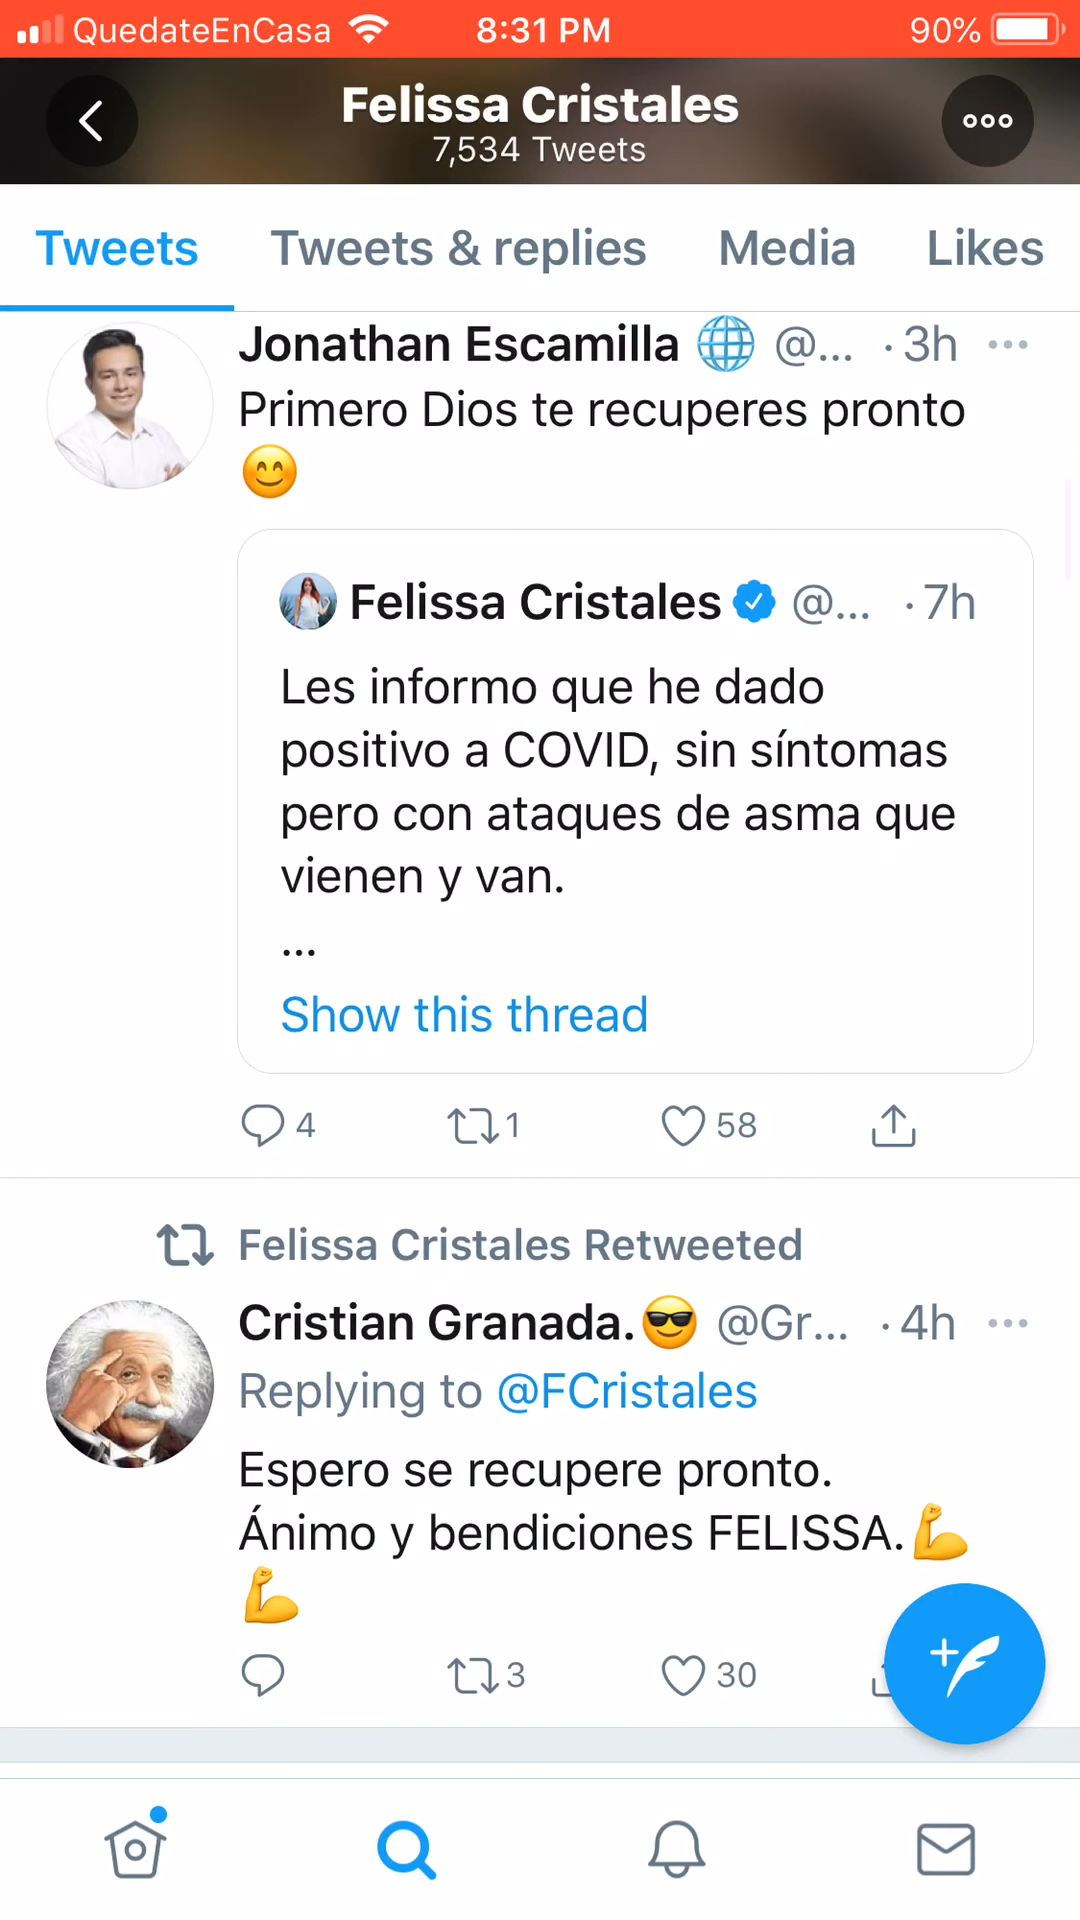 QuedateEnCasa 8:31 PM 90%
Felissa Cristales
7,534 Tweets
Tweets Tweets & replies Media Likes
Jonathan Escamilla 🌐 @... · 3h
Primero Dios te recuperes pronto
😊
Felissa Cristales @... · 7h
Les informo que he dado
positivo a COVID, sin síntomas
pero con ataques de asma que
vienen y van.
...
Show this thread
4 1 58
Felissa Cristales Retweeted
Cristian Granada.😎 @Gr... · 4h
Replying to @FCristales
Espero se recupere pronto.
Ánimo y bendiciones FELISSA.💪
💪
3 30